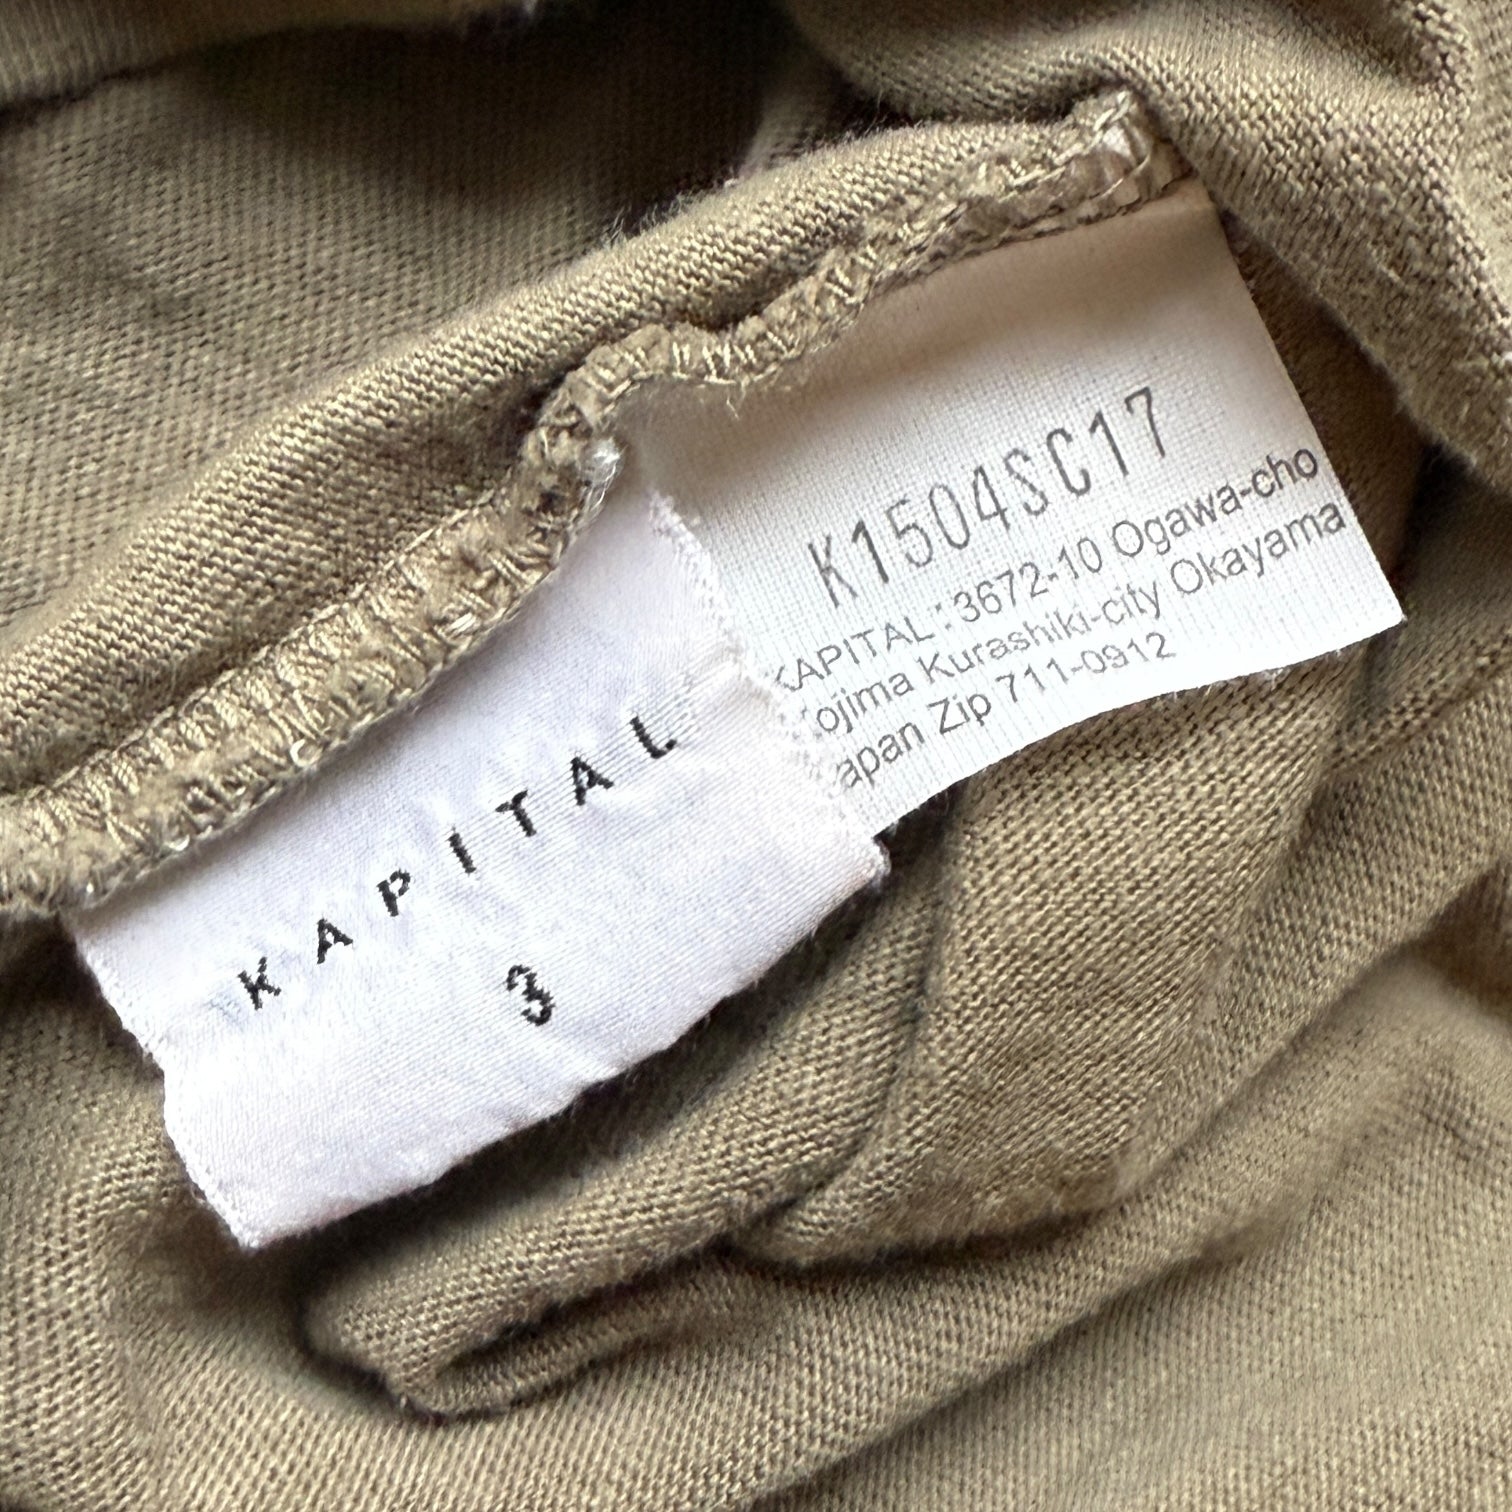 K1504SC17
KAPITAL : 3672-10 Ogawa-cho
Kojima Kurashiki-city Okayama
Japan Zip 711-0912
KAPITAL
3